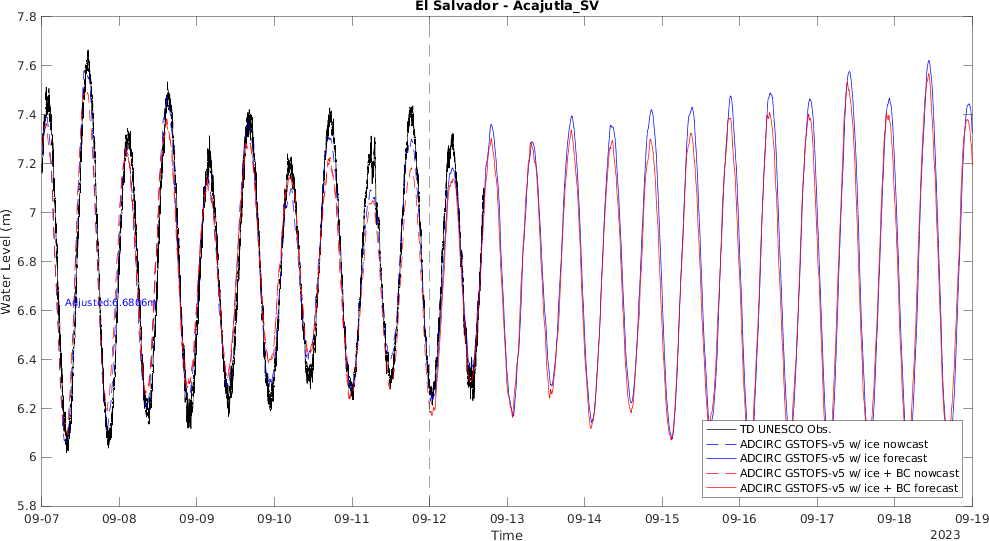 El Salvador - Acajutla_SV
7.8
7.6
7.4
7.2
7
6.8
6.6
6.4
6.2
6
5.8
Water Level (m)
Adjusted:6.6806m
TD UNESCO Obs.
ADCIRC GSTOFS-v5 w/ ice nowcast
ADCIRC GSTOFS-v5 w/ ice forecast
ADCIRC GSTOFS-v5 w/ ice + BC nowcast
ADCIRC GSTOFS-v5 w/ ice + BC forecast
09-07 09-08 09-09 09-10 09-11 09-12 09-13 09-14 09-15 09-16 09-17 09-18 09-19
Time
2023